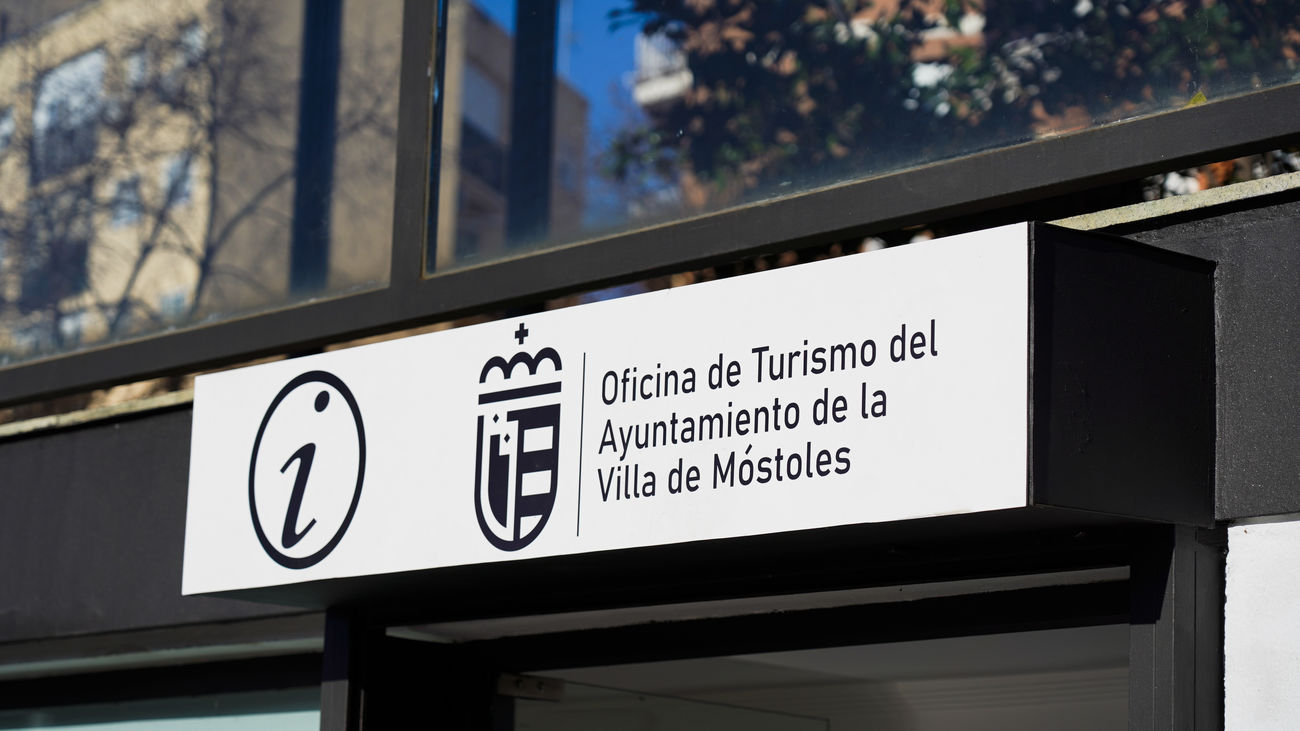 i
Oficina de Turismo del
Ayuntamiento de la
Villa de Móstoles